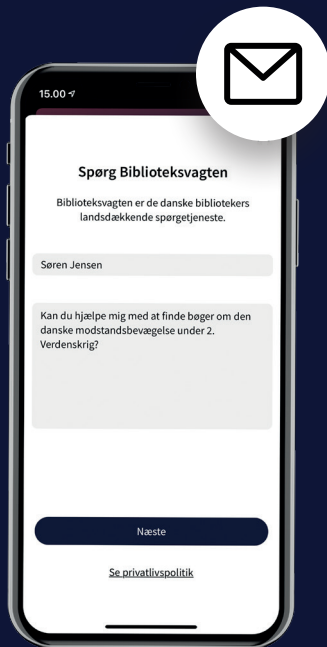 15.00
Spørg Biblioteksvagten
Biblioteksvagten er de danske bibliotekers
landsdækkende spørgetjeneste.
Søren Jensen
Kan du hjælpe mig med at finde bøger om den
danske modstandsbevægelse under 2.
Verdenskrig?
Næste
Se privatlivspolitik